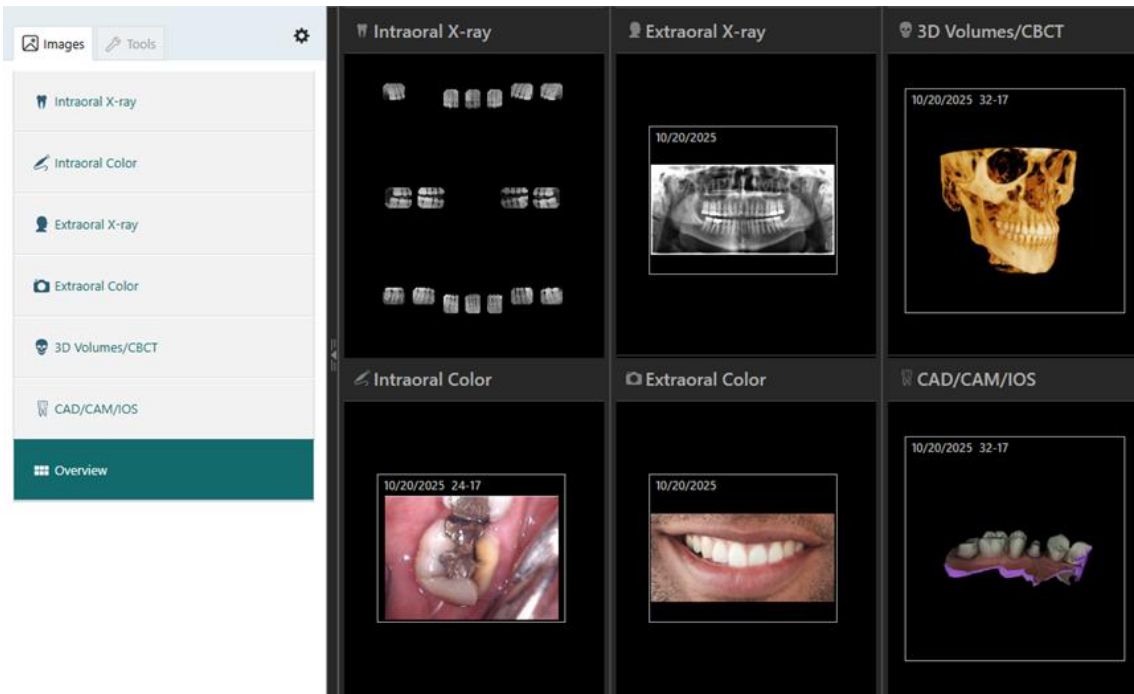 Images
Tools
Intraoral X-ray
Intraoral Color
Extraoral X-ray
Extraoral Color
3D Volumes/CBCT
CAD/CAM/IOS
Overview
Intraoral X-ray
Extraoral X-ray
10/20/2025
3D Volumes/CBCT
10/20/2025 32-17
Intraoral Color
10/20/2025 24-17
Extraoral Color
10/20/2025
CAD/CAM/IOS
10/20/2025 32-17